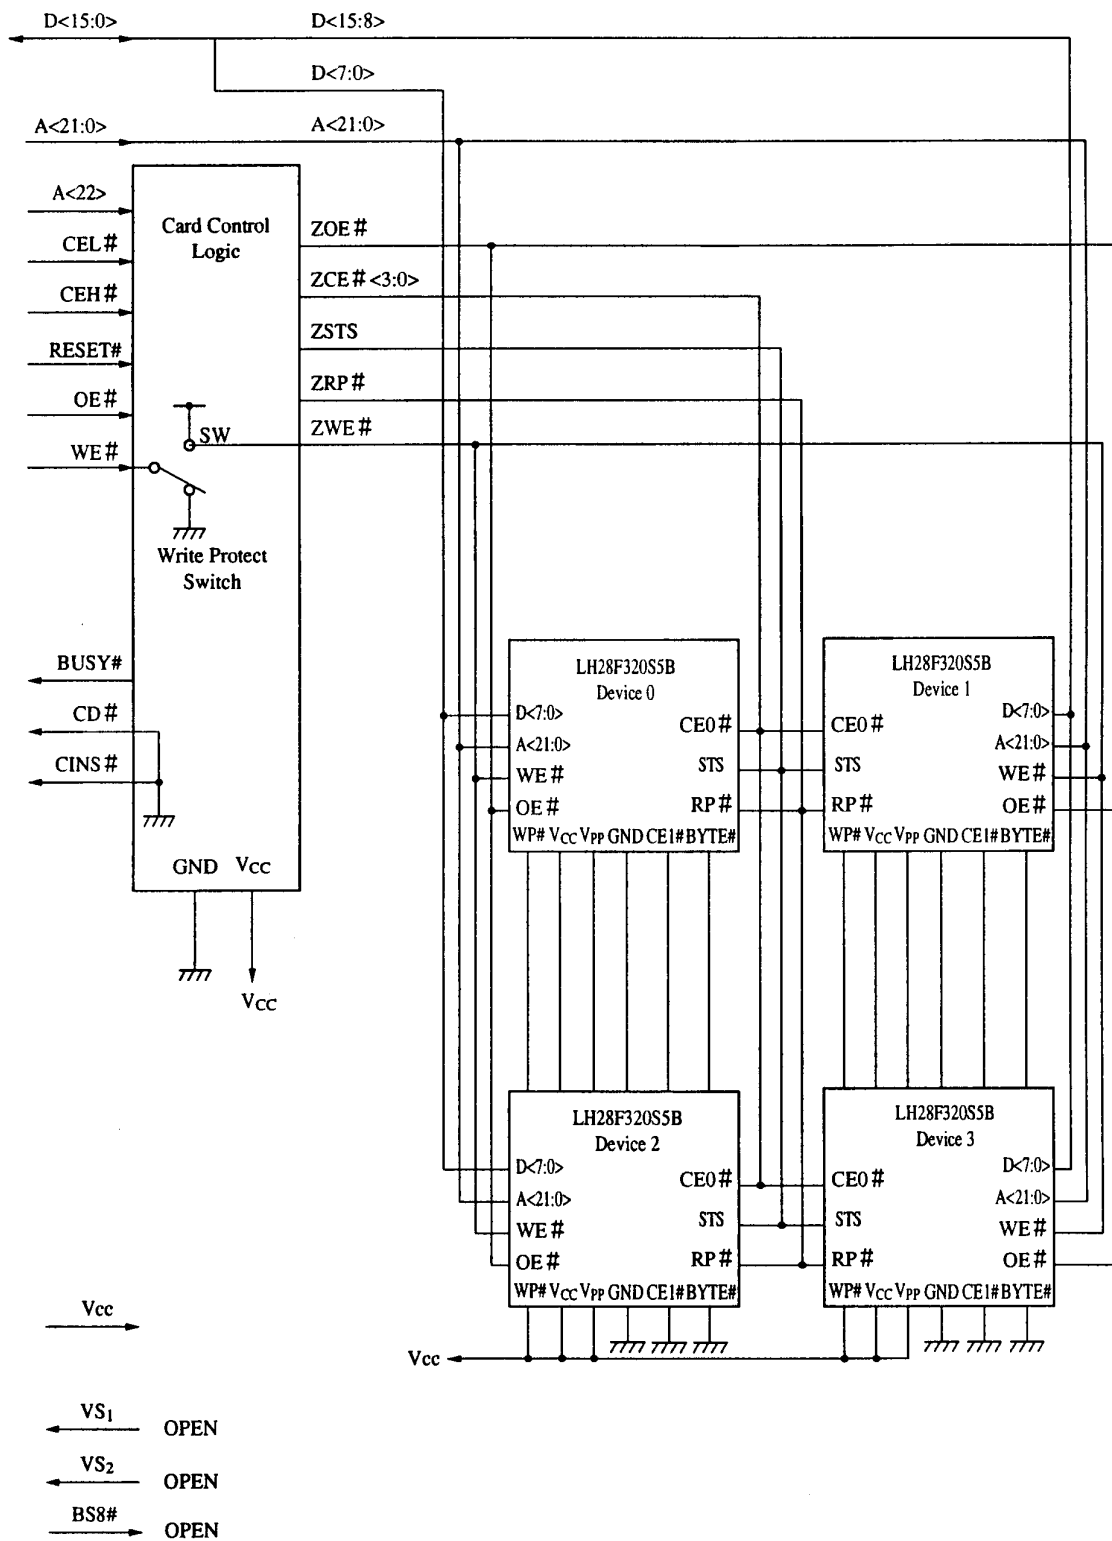 D<15:0>
D<15:8>
D<7:0>
A<21:0>
A<21:0>
A<22>
CEL#
CEH#
RESET#
OE#
WE#
Card Control
Logic
SW
Write Protect
Switch
ZOE#
ZCE#<3:0>
ZSTS
ZRP#
ZWE#
BUSY#
CD#
CINS#
GND VCC
VCC
LH28F320S5B
Device 0
D<7:0>
A<21:0>
WE#
OE#
CE0#
STS
RP#
WP# VCC VPP GND CE1# BYTE#
LH28F320S5B
Device 1
CE0#
STS
RP#
D<7:0>
A<21:0>
WE#
OE#
WP# VCC VPP GND CE1# BYTE#
LH28F320S5B
Device 2
D<7:0>
A<21:0>
WE#
OE#
CE0#
STS
RP#
WP# VCC VPP GND CE1# BYTE#
LH28F320S5B
Device 3
CE0#
STS
RP#
D<7:0>
A<21:0>
WE#
OE#
WP# VCC VPP GND CE1# BYTE#
Vcc
Vcc
VS1 OPEN
VS2 OPEN
BS8# OPEN